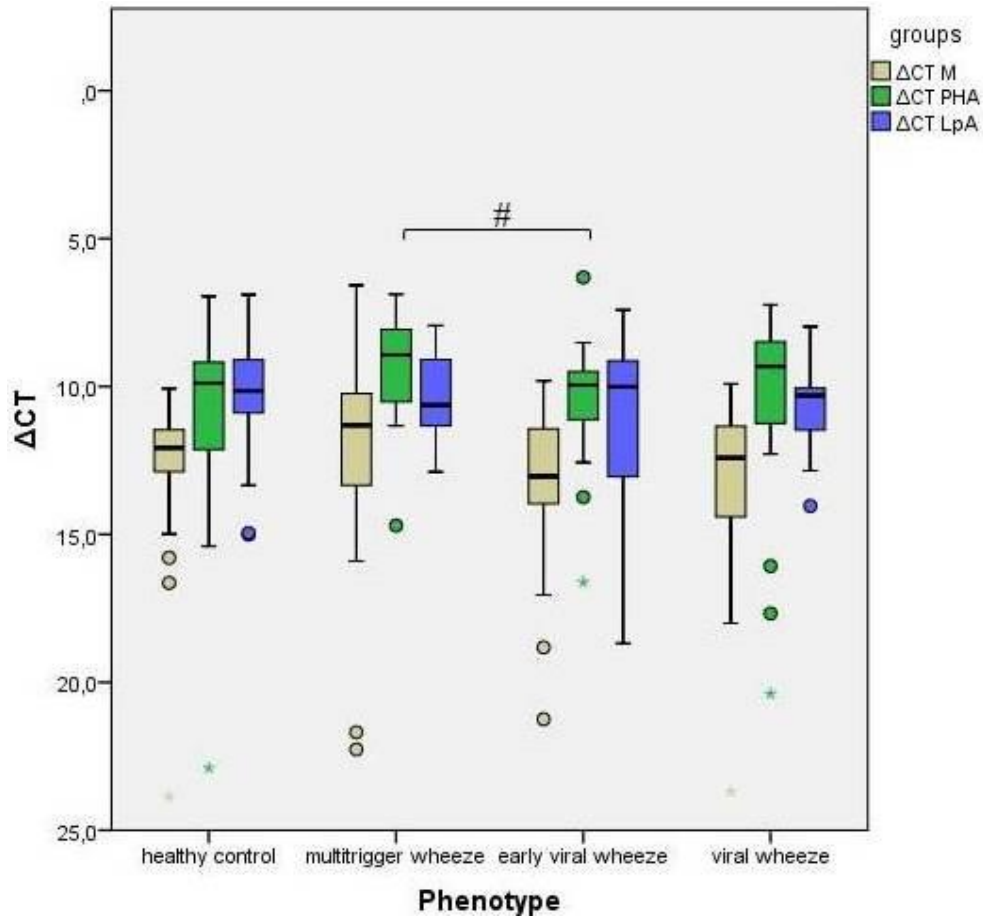 groups
ΔCT M
ΔCT PHA
ΔCT LpA
,0
5,0
10,0
15,0
20,0
25,0
ΔCT
#
healthy control
multitrigger wheeze
early viral wheeze
viral wheeze
Phenotype